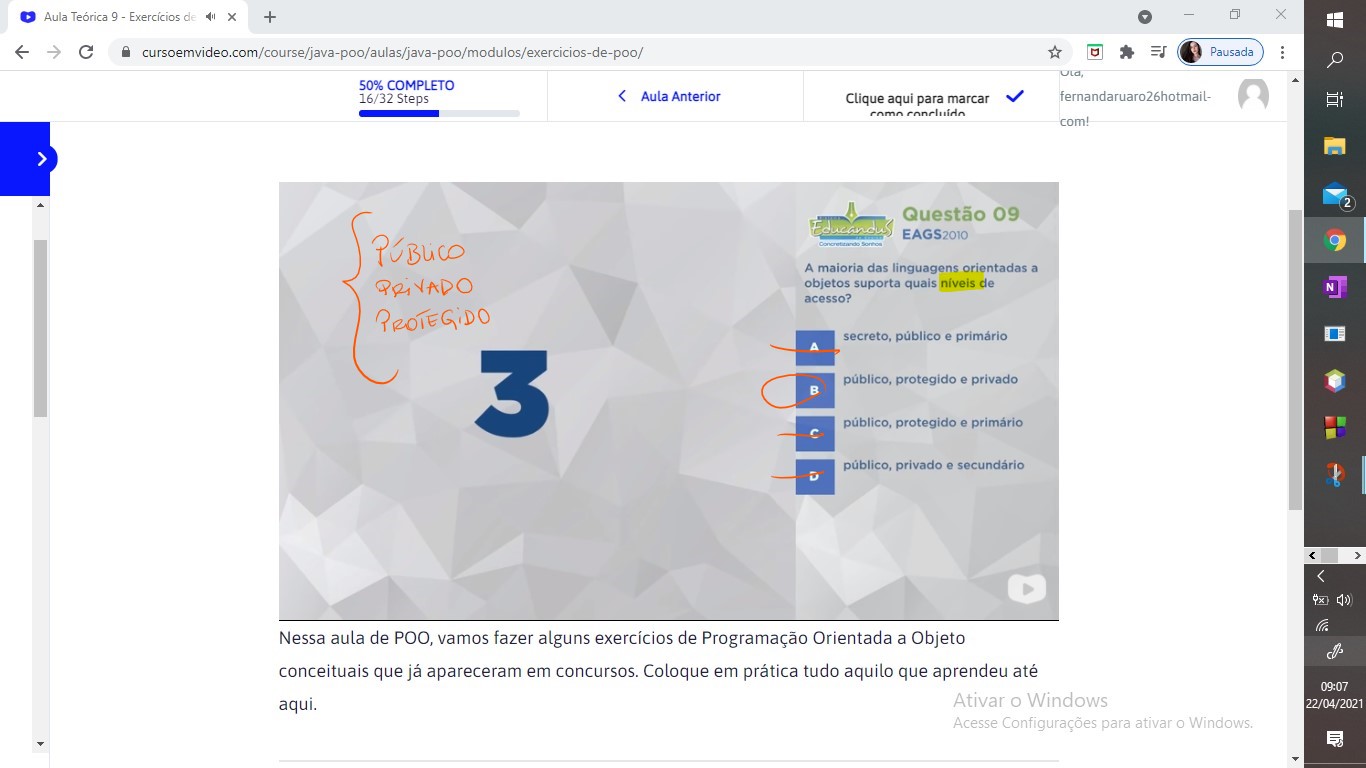 Aula Teórica 9 - Exercícios de
cursoemvideo.com/course/java-poo/aulas/java-poo/modulos/exercicios-de-poo/
Pausada
50% COMPLETO
16/32 Steps
Aula Anterior
Clique aqui para marcar
como concluído
Olá,
fernandaruaro26hotmail-
com!
PÚBLICO
PRIVADO
PROTEGIDO
3
Educandus
Concretizando Sonhos
Questão 09
EAGS2010
A maioria das linguagens orientadas a
objetos suporta quais níveis de
acesso?
A secreto, público e primário
B público, protegido e privado
C público, protegido e primário
D público, privado e secundário
Nessa aula de POO, vamos fazer alguns exercícios de Programação Orientada a Objeto
conceituais que já apareceram em concursos. Coloque em prática tudo aquilo que aprendeu até
aqui.
Ativar o Windows
Acesse Configurações para ativar o Windows.
2
N
09:07
22/04/2021